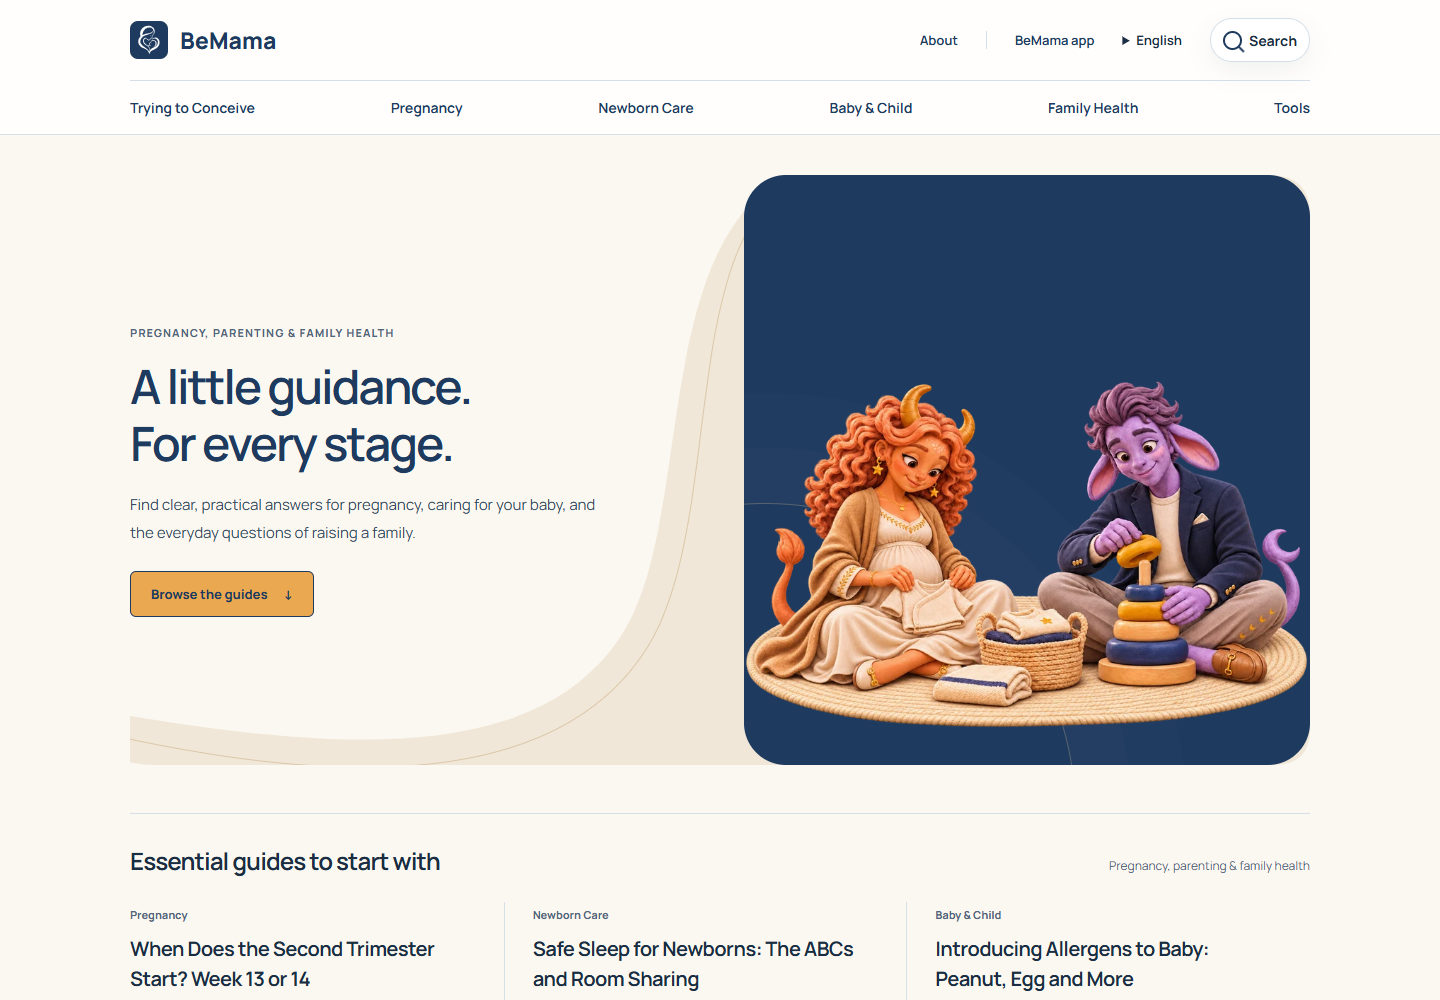 BeMama
About
BeMama app
▶ English
Search
Trying to Conceive
Pregnancy
Newborn Care
Baby & Child
Family Health
Tools
PREGNANCY, PARENTING & FAMILY HEALTH
A little guidance.
For every stage.
Find clear, practical answers for pregnancy, caring for your baby, and
the everyday questions of raising a family.
Browse the guides ↓
Essential guides to start with
Pregnancy, parenting & family health
Pregnancy
When Does the Second Trimester
Start? Week 13 or 14
Newborn Care
Safe Sleep for Newborns: The ABCs
and Room Sharing
Baby & Child
Introducing Allergens to Baby:
Peanut, Egg and More